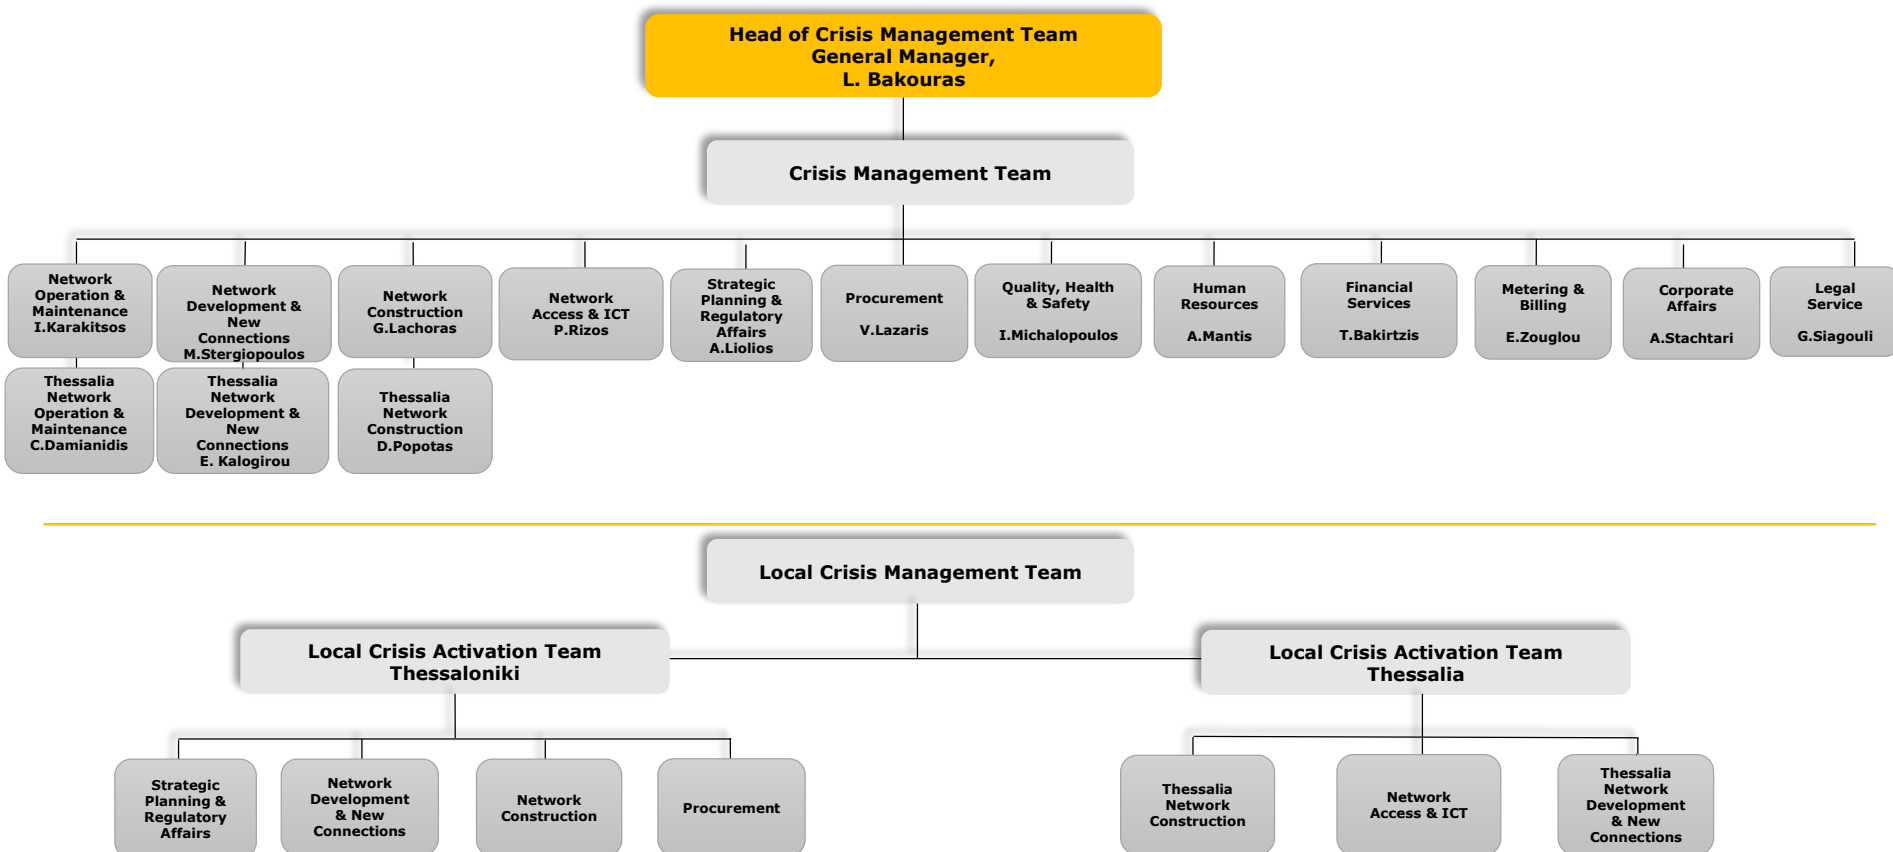 Head of Crisis Management Team
General Manager,
L. Bakouras
Crisis Management Team
Network
Operation &
Maintenance
I.Karakitsos
Network
Development &
New
Connections
M.Stergiopoulos
Network
Construction
G.Lachoras
Network
Access & ICT
P.Rizos
Strategic
Planning &
Regulatory
Affairs
A.Liolios
Procurement
V.Lazaris
Quality, Health
& Safety
I.Michalopoulos
Human
Resources
A.Mantis
Financial
Services
T.Bakirtzis
Metering &
Billing
E.Zouglou
Corporate
Affairs
A.Stachtari
Legal
Service
G.Siagouli
Thessalia
Network
Operation &
Maintenance
C.Damianidis
Thessalia
Network
Development &
New
Connections
E. Kalogirou
Thessalia
Network
Construction
D.Popotas
Local Crisis Management Team
Local Crisis Activation Team
Thessaloniki
Local Crisis Activation Team
Thessalia
Strategic
Planning &
Regulatory
Affairs
Network
Development
& New
Connections
Network
Construction
Procurement
Thessalia
Network
Construction
Network
Access & ICT
Thessalia
Network
Development
& New
Connections